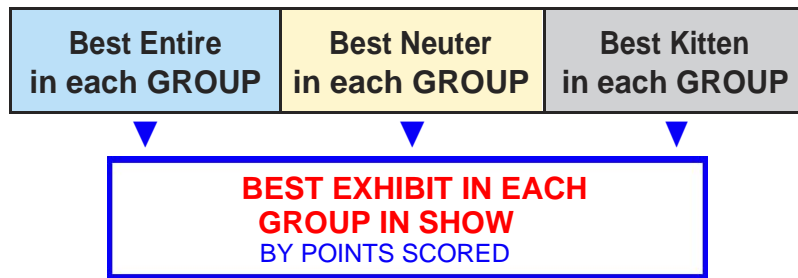 Best Entire
in each GROUP
Best Neuter
in each GROUP
Best Kitten
in each GROUP
BEST EXHIBIT IN EACH
GROUP IN SHOW
BY POINTS SCORED